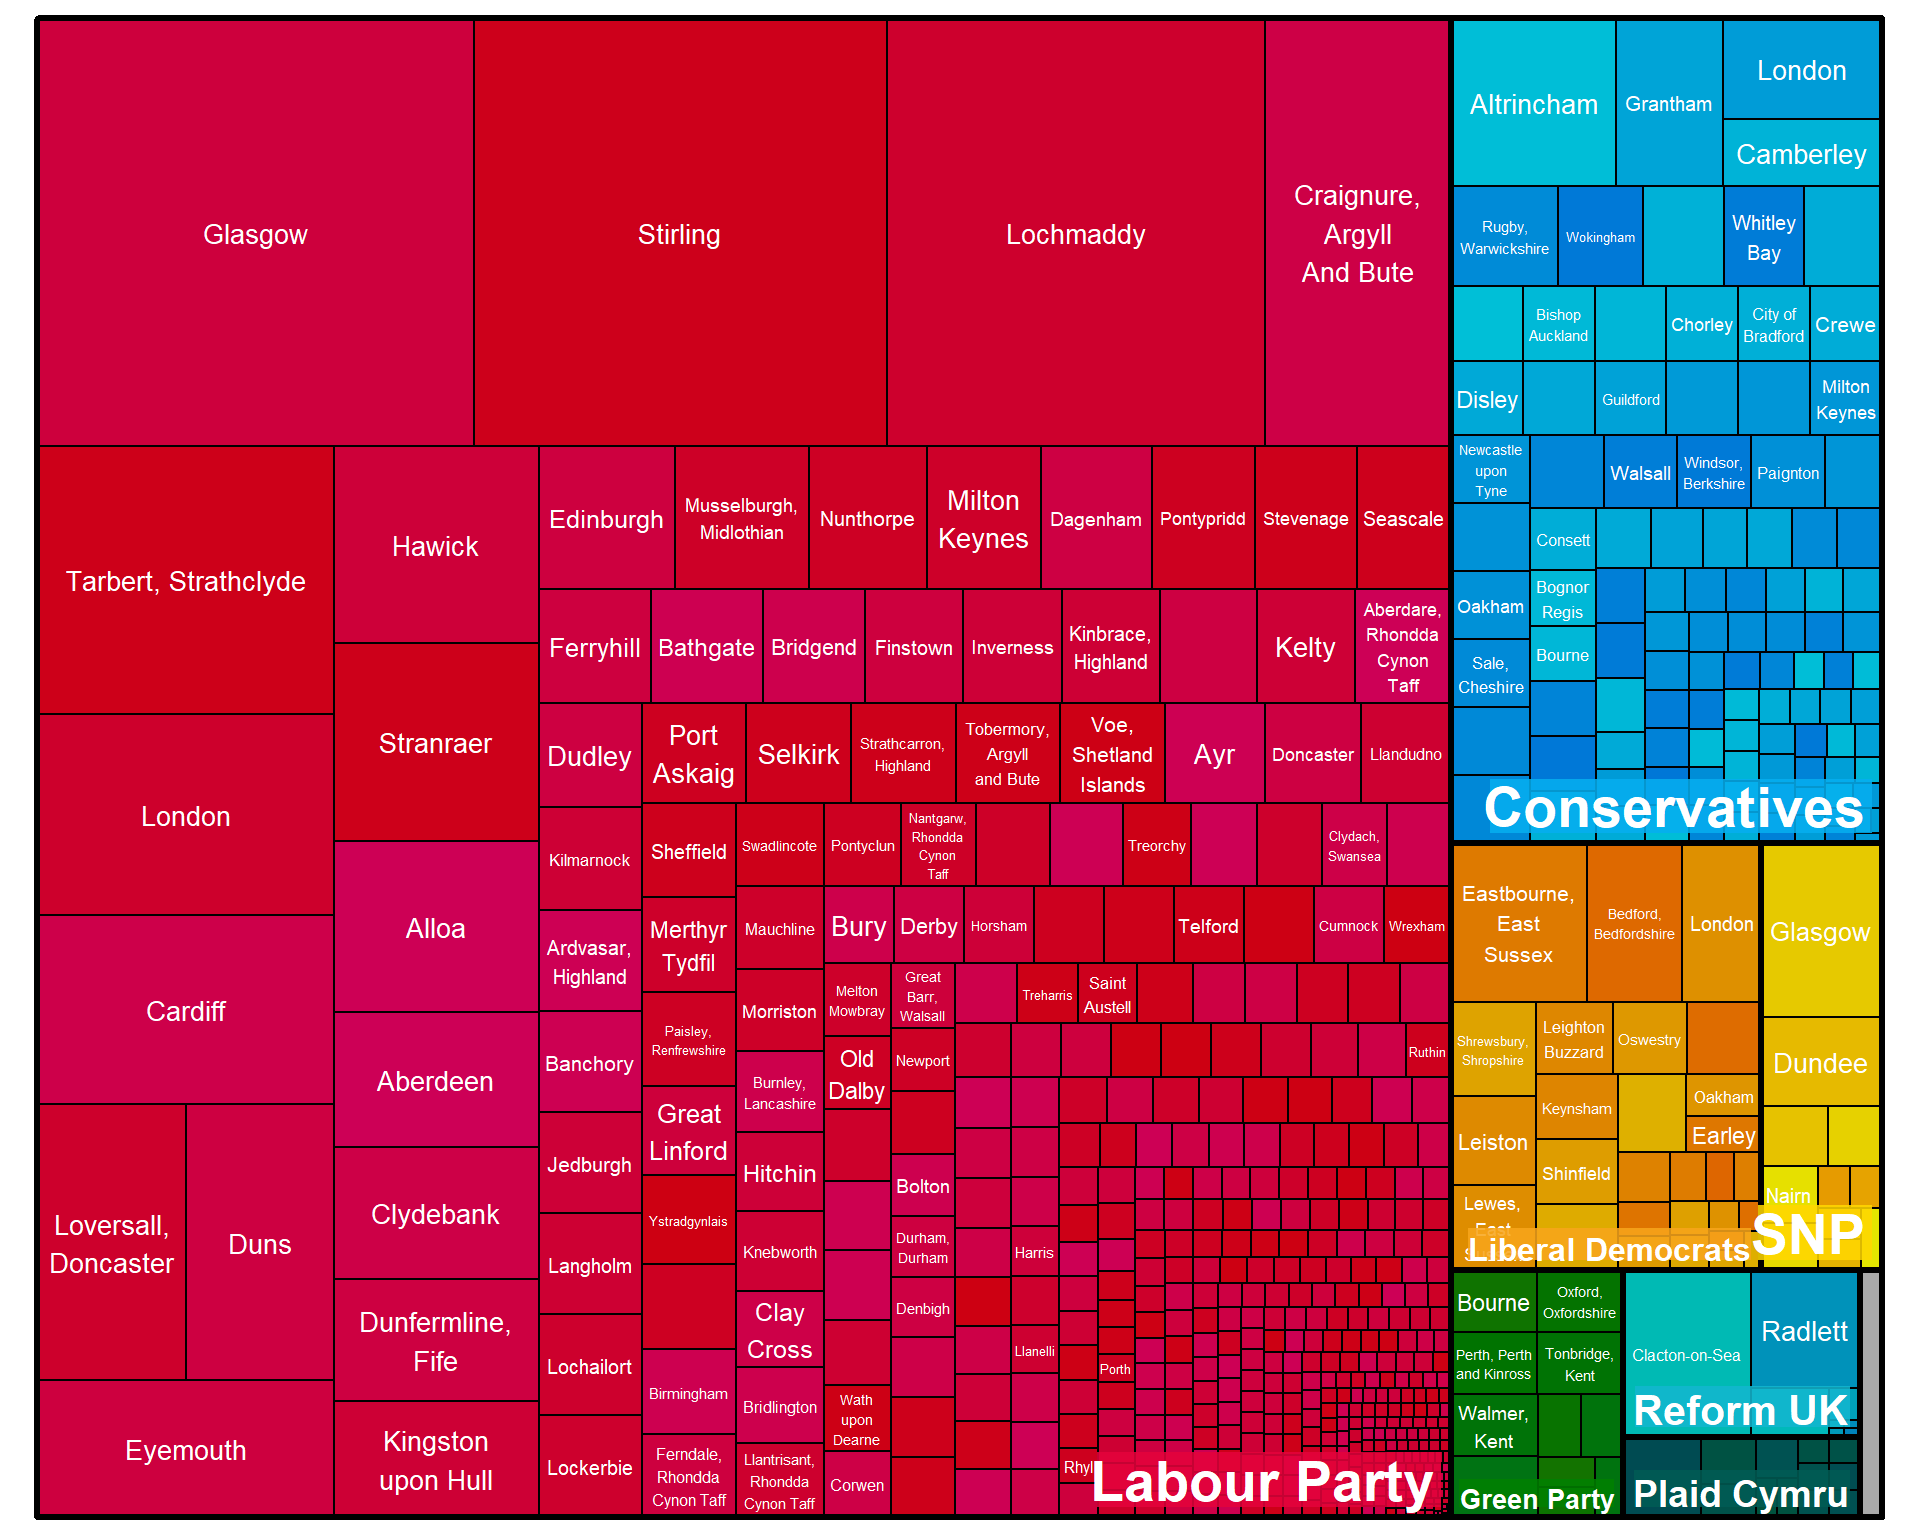 Glasgow
Stirling
Lochmaddy
Craignure,
Argyll
And Bute
Tarbert, Strathclyde
London
Cardiff
Loversall,
Doncaster
Duns
Eyemouth
Hawick
Stranraer
Alloa
Aberdeen
Clydebank
Dunfermline,
Fife
Kingston
upon Hull
Edinburgh
Musselburgh,
Midlothian
Nunthorpe
Milton
Keynes
Dagenham
Pontypridd
Stevenage
Seascale
Ferryhill
Bathgate
Bridgend
Finstown
Inverness
Kinbrace,
Highland
Kelty
Aberdare,
Rhondda
Cynon
Taff
Dudley
Kilmarnock
Ardvasar,
Highland
Banchory
Jedburgh
Langholm
Lochailort
Lockerbie
Port
Askaig
Selkirk
Strathcarron,
Highland
Tobermory,
Argyll
and Bute
Voe,
Shetland
Islands
Ayr
Doncaster
Llandudno
Sheffield
Merthyr
Tydfil
Paisley,
Renfrewshire
Great
Linford
Ystradgynlais
Birmingham
Ferndale,
Rhondda
Cynon Taff
Swadlincote
Mauchline
Morriston
Burnley,
Lancashire
Hitchin
Knebworth
Clay
Cross
Bridlington
Llantrisant,
Rhondda
Cynon Taff
Pontyclun
Nantgarw,
Rhondda
Cynon
Taff
Treorchy
Clydach,
Swansea
Bury
Derby
Horsham
Telford
Cumnock
Wrexham
Melton
Mowbray
Old
Dalby
Wath
upon
Dearne
Corwen
Great
Barr,
Walsall
Newport
Bolton
Durham,
Durham
Denbigh
Treharris
Saint
Austell
Ruthin
Harris
Llanelli
Porth
Rhyl
Labour Party
Altrincham
Grantham
London
Camberley
Rugby,
Warwickshire
Wokingham
Whitley
Bay
Bishop
Auckland
Chorley
City of
Bradford
Crewe
Disley
Guildford
Milton
Keynes
Newcastle
upon
Tyne
Walsall
Windsor,
Berkshire
Paignton
Consett
Oakham
Bognor
Regis
Sale,
Cheshire
Bourne
Conservatives
Eastbourne,
East
Sussex
Bedford,
Bedfordshire
London
Shrewsbury,
Shropshire
Leighton
Buzzard
Oswestry
Leiston
Keynsham
Oakham
Earley
Shinfield
Lewes,
East
Liberal Democrats
Glasgow
Dundee
Nairn
SNP
Bourne
Oxford,
Oxfordshire
Perth, Perth
and Kinross
Tonbridge,
Kent
Walmer,
Kent
Green Party
Clacton-on-Sea
Radlett
Reform UK
Plaid Cymru